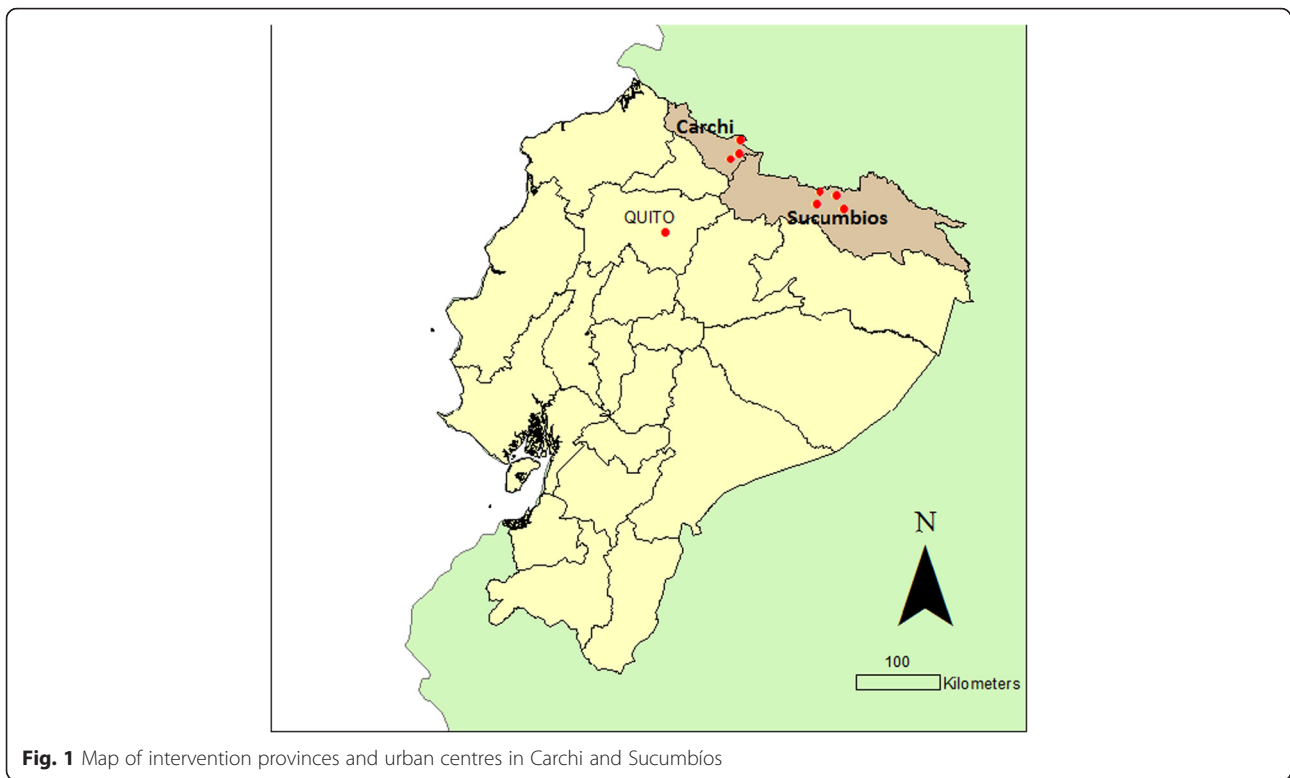 Carchi
Sucumbios
QUITO
N
100
Kilometers
Fig. 1 Map of intervention provinces and urban centres in Carchi and Sucumbíos